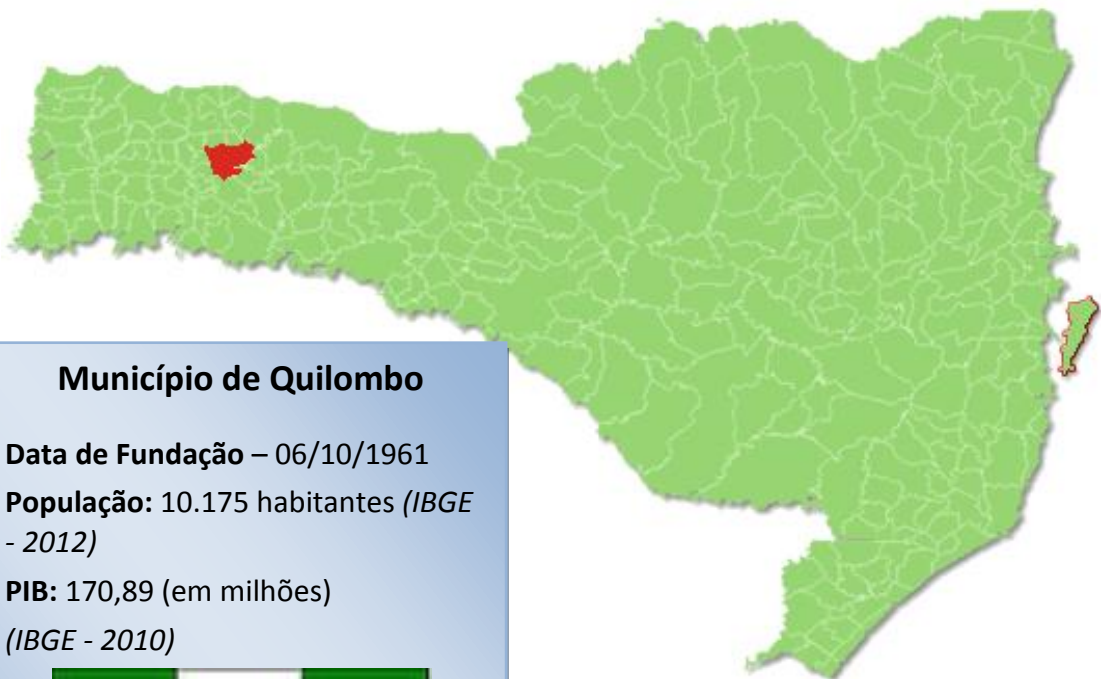 Município de Quilombo
Data de Fundação – 06/10/1961
População: 10.175 habitantes (IBGE
- 2012)
PIB: 170,89 (em milhões)
(IBGE - 2010)